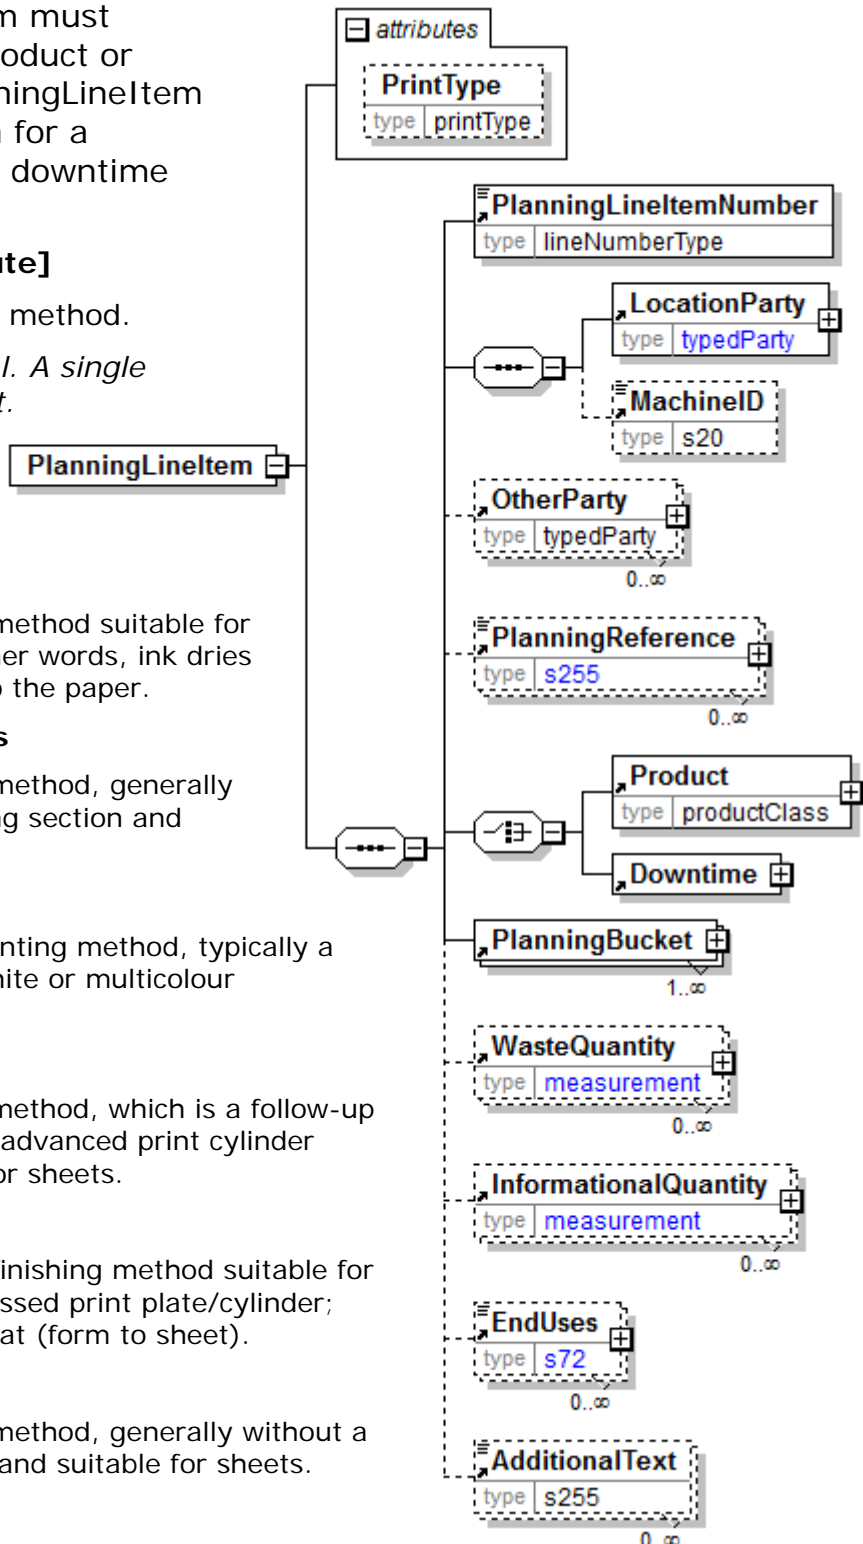 m must
oduct or
ningLineItem
n for a
downtime
ute]
method.
l. A single
t.
method suitable for
her words, ink dries
o the paper.
s
method, generally
ng section and
nting method, typically a
hite or multicolour
method, which is a follow-up
advanced print cylinder
or sheets.
finishing method suitable for
ssed print plate/cylinder;
at (form to sheet).
method, generally without a
and suitable for sheets.
PlanningLineItem
attributes
PrintType
type printType
PlanningLineItemNumber
type lineNumberType
LocationParty
type typedParty
MachineID
type s20
OtherParty
type typedParty
0..∞
PlanningReference
type s255
0..∞
Product
type productClass
Downtime
PlanningBucket
1..∞
WasteQuantity
type measurement
0..∞
InformationalQuantity
type measurement
0..∞
EndUses
type s72
0..∞
AdditionalText
type s255
0..∞